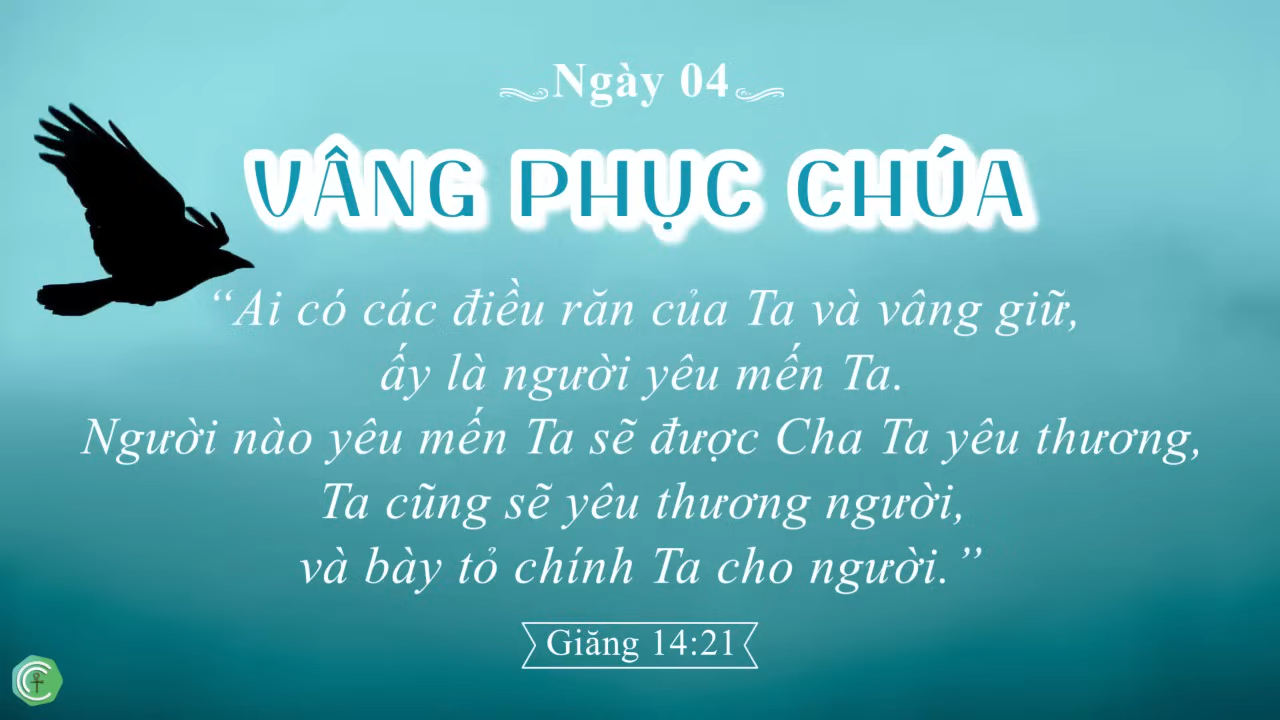 Ngày 04
VÂNG PHỤC CHÚA
“Ai có các điều răn của Ta và vâng giữ,
ấy là người yêu mến Ta.
Người nào yêu mến Ta sẽ được Cha Ta yêu thương,
Ta cũng sẽ yêu thương người,
và bày tỏ chính Ta cho người.”
Giăng 14:21